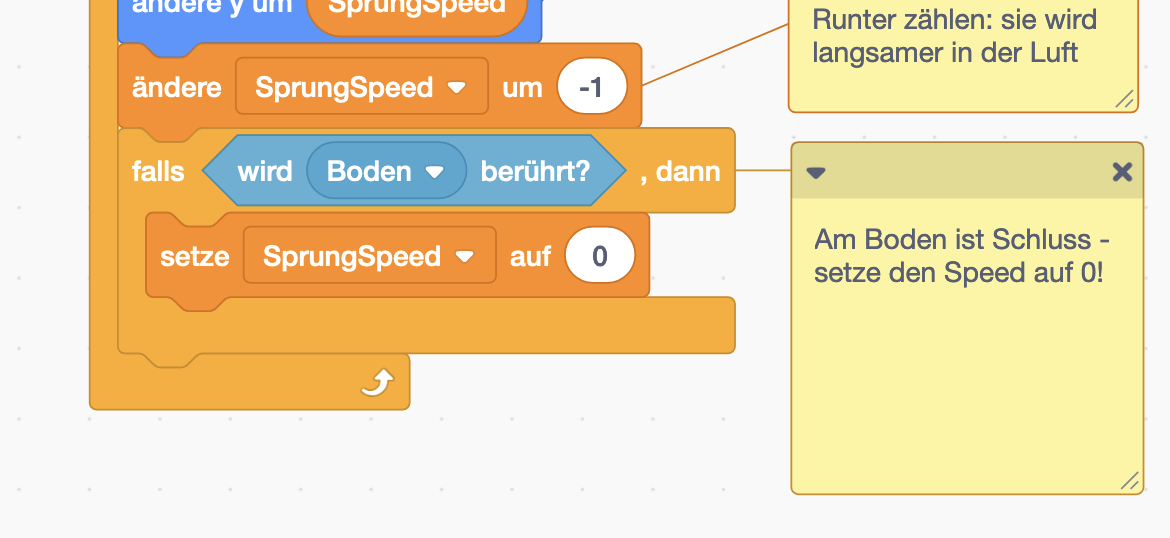 ändere y um SprungSpeed
ändere SprungSpeed um -1
falls wird Boden berührt? , dann
setze SprungSpeed auf 0
Runter zählen: sie wird
langsamer in der Luft
Am Boden ist Schluss -
setze den Speed auf 0!